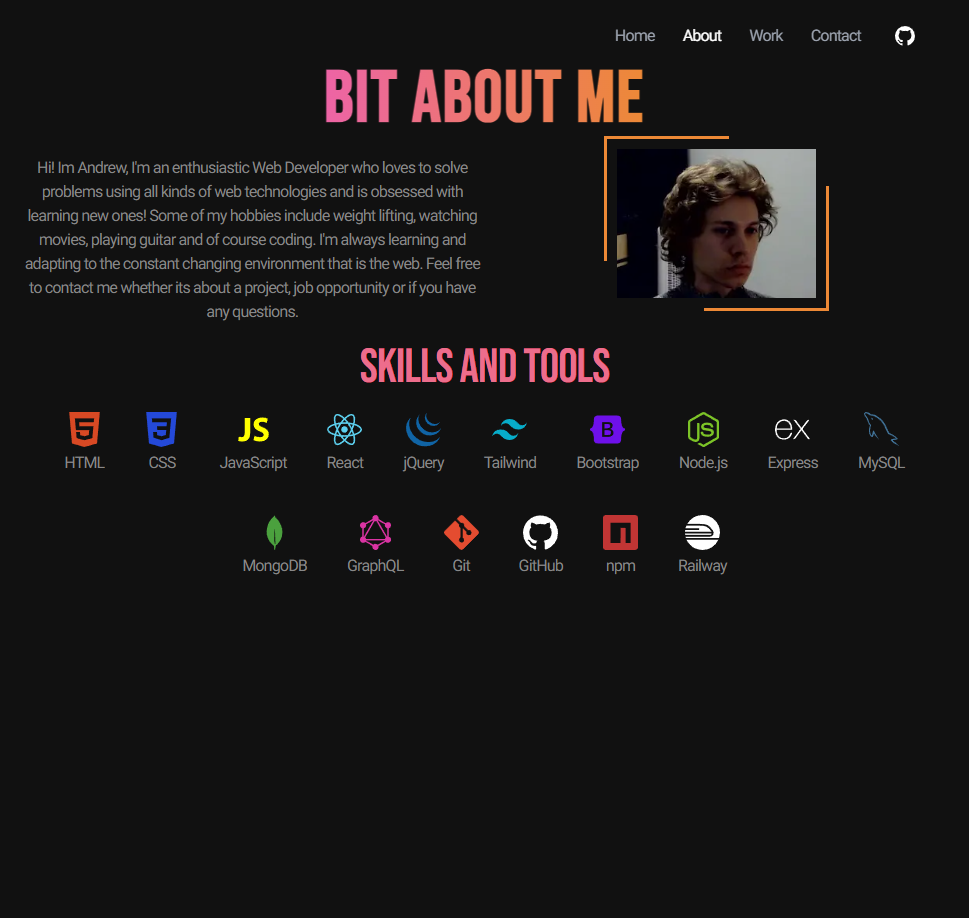 Home About Work Contact
BIT ABOUT ME
Hi! Im Andrew, I'm an enthusiastic Web Developer who loves to solve
problems using all kinds of web technologies and is obsessed with
learning new ones! Some of my hobbies include weight lifting, watching
movies, playing guitar and of course coding. I'm always learning and
adapting to the constant changing environment that is the web. Feel free
to contact me whether its about a project, job opportunity or if you have
any questions.
SKILLS AND TOOLS
5 3 JS B JS ex
HTML CSS JavaScript React jQuery Tailwind Bootstrap Node.js Express MySQL
n
MongoDB GraphQL Git GitHub npm Railway